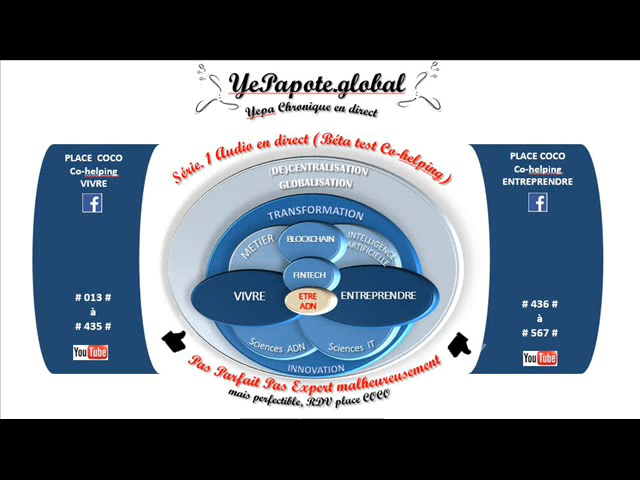 YePapote.global
Yepa Chronique en direct
Série.1 Audio en direct (Béta test Co-helping)
PLACE COCO
Co-helping
VIVRE
# 013 #
à
# 435 #
YouTube
(DE)CENTRALISATION
GLOBALISATION
TRANSFORMATION
METIER
BLOCKCHAIN
INTELLIGENCE
ARTIFICIELLE
FINTECH
VIVRE
ETRE
ADN
ENTREPRENDRE
Sciences ADN
Sciences IT
INNOVATION
Pas Parfait Pas Expert malheureusement
mais perfectible, RDV place COCO
PLACE COCO
Co-helping
ENTREPRENDRE
# 436 #
à
# 567 #
YouTube